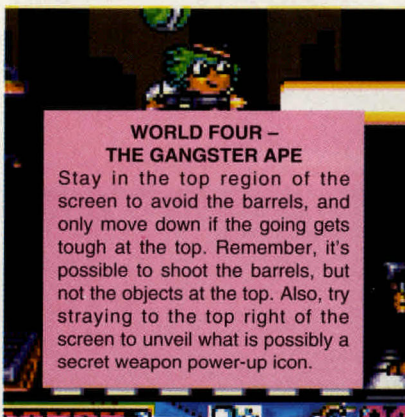 WORLD FOUR –
THE GANGSTER APE
Stay in the top region of the
screen to avoid the barrels, and
only move down if the going gets
tough at the top. Remember, it's
possible to shoot the barrels, but
not the objects at the top. Also, try
straying to the top right of the
screen to unveil what is possibly a
secret weapon power-up icon.